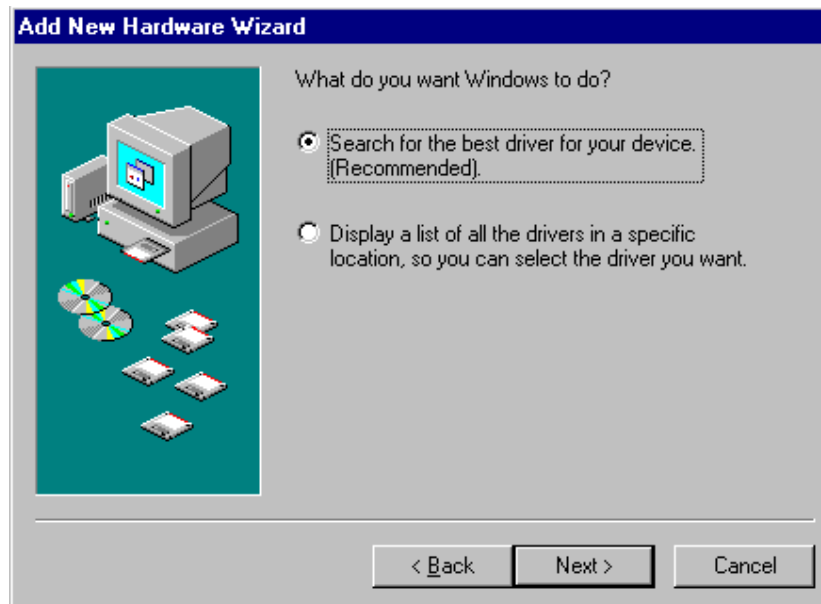 Add New Hardware Wizard
What do you want Windows to do?
Search for the best driver for your device.
(Recommended).
Display a list of all the drivers in a specific
location, so you can select the driver you want.
< Back
Next >
Cancel